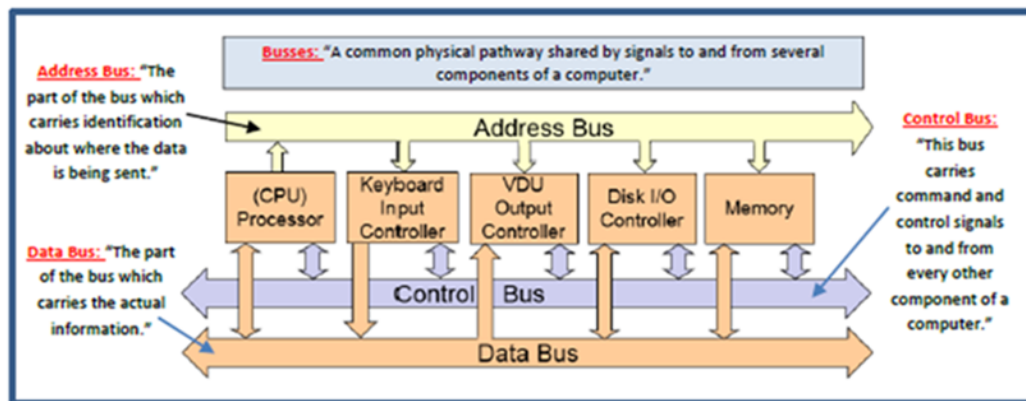 Busses: “A common physical pathway shared by signals to and from several
components of a computer.”
Address Bus: “The
part of the bus which
carries identification
about where the data
is being sent.”
Address Bus
Control Bus:
“This bus
carries
command and
control signals
to and from
every other
component of a
computer.”
(CPU)
Processor
Keyboard
Input
Controller
VDU
Output
Controller
Disk I/O
Controller
Memory
Data Bus: “The part
of the bus which
carries the actual
information.”
Control Bus
Data Bus